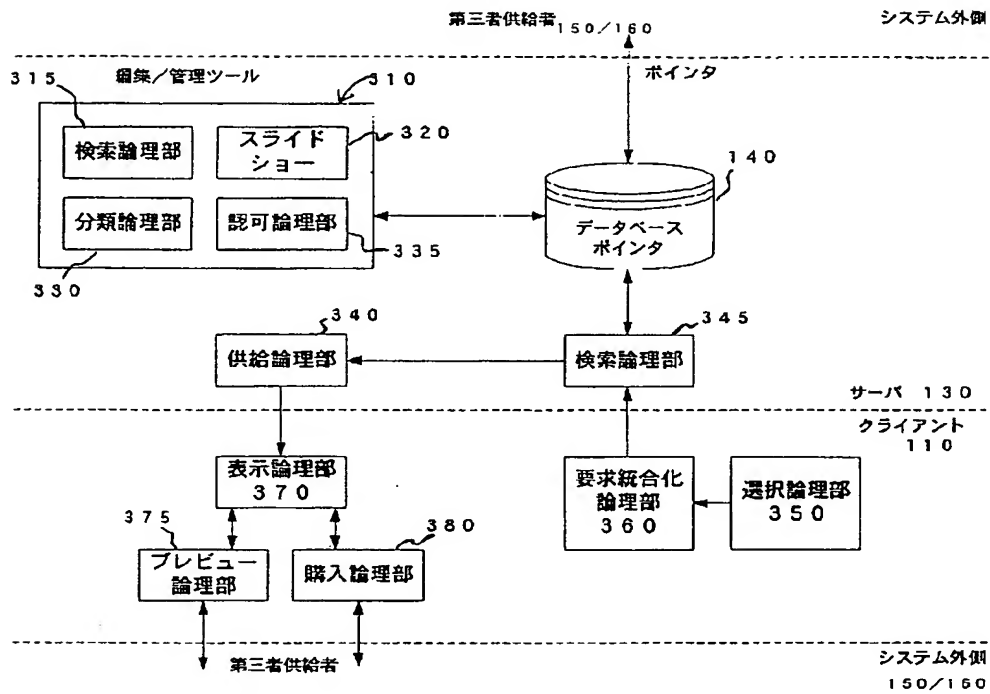 第三者供給者 150/160
システム外側
ポインタ
編集/管理ツール
310
315
検索論理部
スライド
ショー
320
分類論理部
認可論理部
330
335
140
データベース
ポインタ
340
供給論理部
345
検索論理部
サーバ 130
クライアント
110
表示論理部
370
要求統合化
論理部
360
選択論理部
350
375
プレビュー
論理部
380
購入論理部
第三者供給者
システム外側
150/160